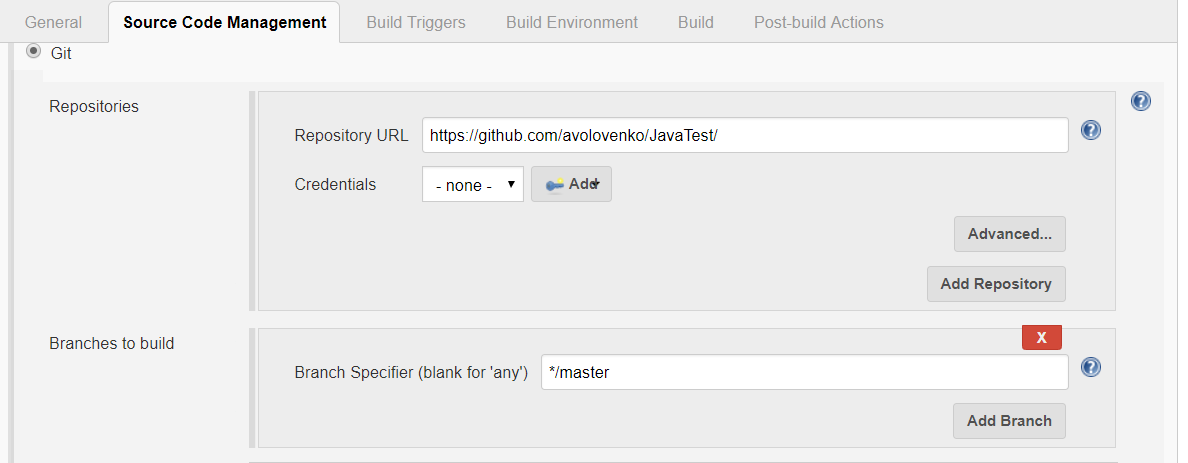 General Source Code Management Build Triggers Build Environment Build Post-build Actions
Git
Repositories
Repository URL https://github.com/avolovenko/JavaTest/
Credentials - none - Add
Advanced...
Add Repository
Branches to build
X
Branch Specifier (blank for 'any') */master
Add Branch